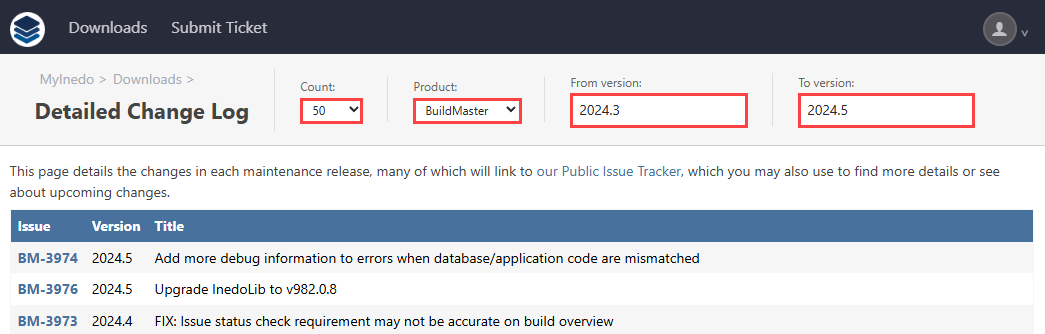 Downloads Submit Ticket
MyInedo > Downloads >
Detailed Change Log
Count:
50
Product:
BuildMaster
From version:
2024.3
To version:
2024.5
This page details the changes in each maintenance release, many of which will link to our Public Issue Tracker, which you may also use to find more details or see
about upcoming changes.
Issue Version Title
BM-3974 2024.5 Add more debug information to errors when database/application code are mismatched
BM-3976 2024.5 Upgrade InedoLib to v982.0.8
BM-3973 2024.4 FIX: Issue status check requirement may not be accurate on build overview